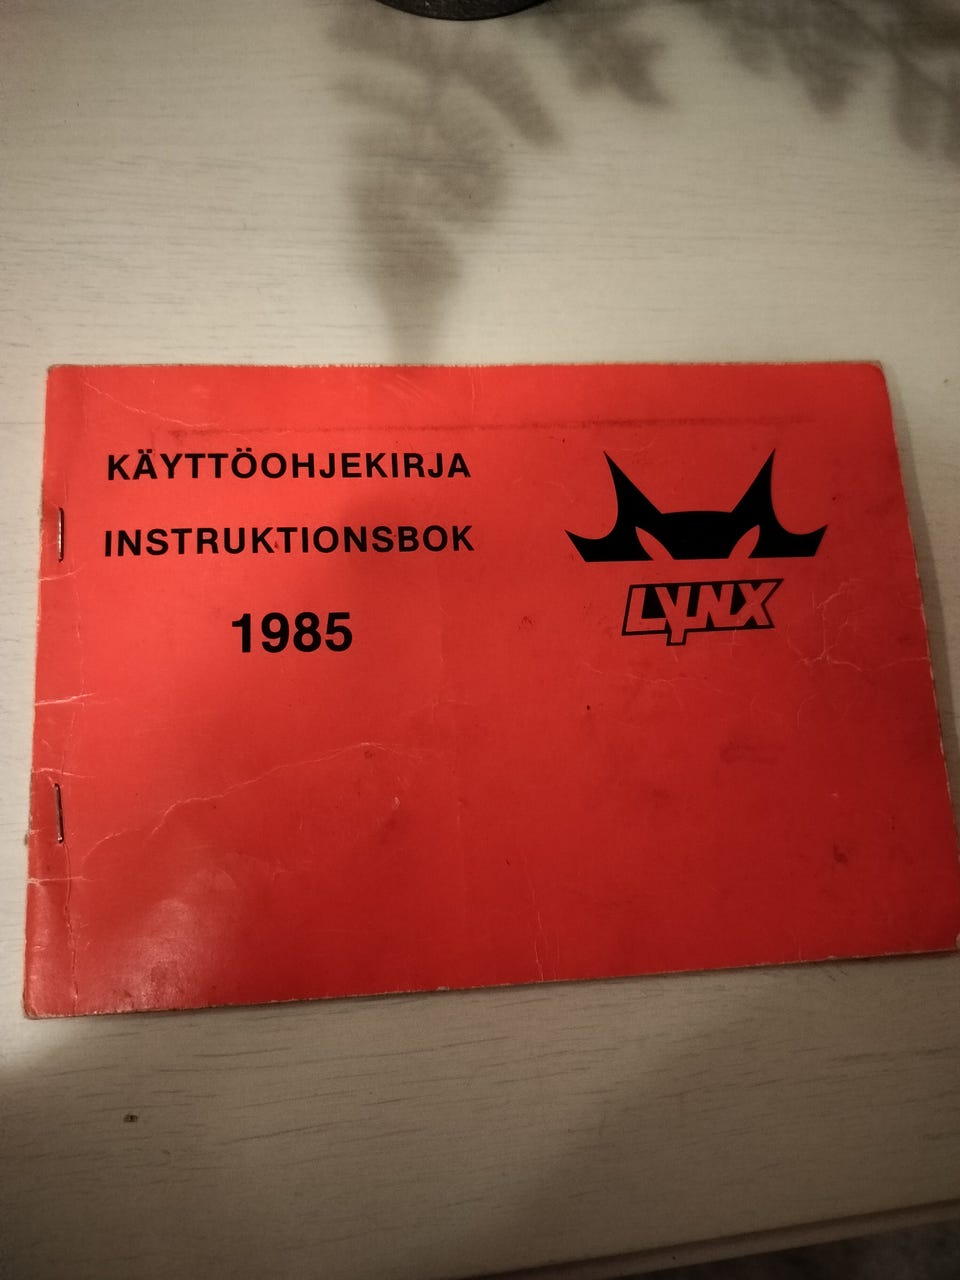 KÄYTTÖOHJEKIRJA
INSTRUKTIONSBOK
1985
LYNX